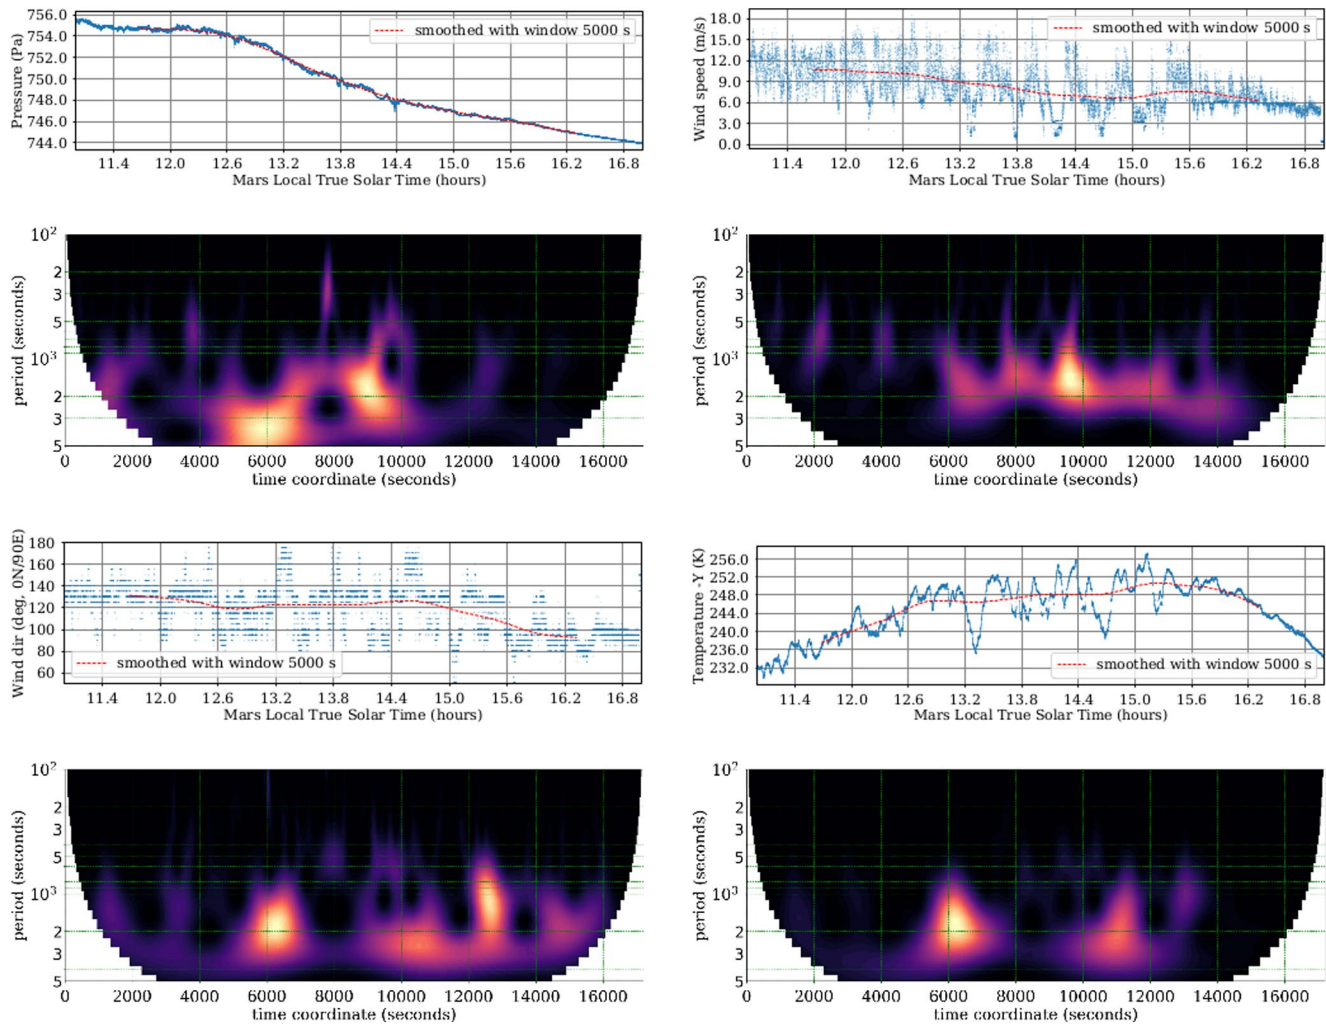 756.0
754.0
752.0
750.0
748.0
746.0
744.0
Pressure (Pa)
smoothed with window 5000 s
11.4 12.0 12.6 13.2 13.8 14.4 15.0 15.6 16.2 16.8
Mars Local True Solar Time (hours)
18.0
15.0
12.0
9.0
6.0
3.0
0.0
Wind speed (m/s)
smoothed with window 5000 s
11.4 12.0 12.6 13.2 13.8 14.4 15.0 15.6 16.2 16.8
Mars Local True Solar Time (hours)
10²
2
3
5
10³
2
3
5
period (seconds)
0 2000 4000 6000 8000 10000 12000 14000 16000
time coordinate (seconds)
10²
2
3
5
10³
2
3
5
period (seconds)
0 2000 4000 6000 8000 10000 12000 14000 16000
time coordinate (seconds)
180
160
140
120
100
80
60
Wind dir (deg, 0N/90E)
smoothed with window 5000 s
11.4 12.0 12.6 13.2 13.8 14.4 15.0 15.6 16.2 16.8
Mars Local True Solar Time (hours)
256.0
252.0
248.0
244.0
240.0
236.0
232.0
Temperature -Y (K)
smoothed with window 5000 s
11.4 12.0 12.6 13.2 13.8 14.4 15.0 15.6 16.2 16.8
Mars Local True Solar Time (hours)
10²
2
3
5
10³
2
3
5
period (seconds)
0 2000 4000 6000 8000 10000 12000 14000 16000
time coordinate (seconds)
10²
2
3
5
10³
2
3
5
period (seconds)
0 2000 4000 6000 8000 10000 12000 14000 16000
time coordinate (seconds)